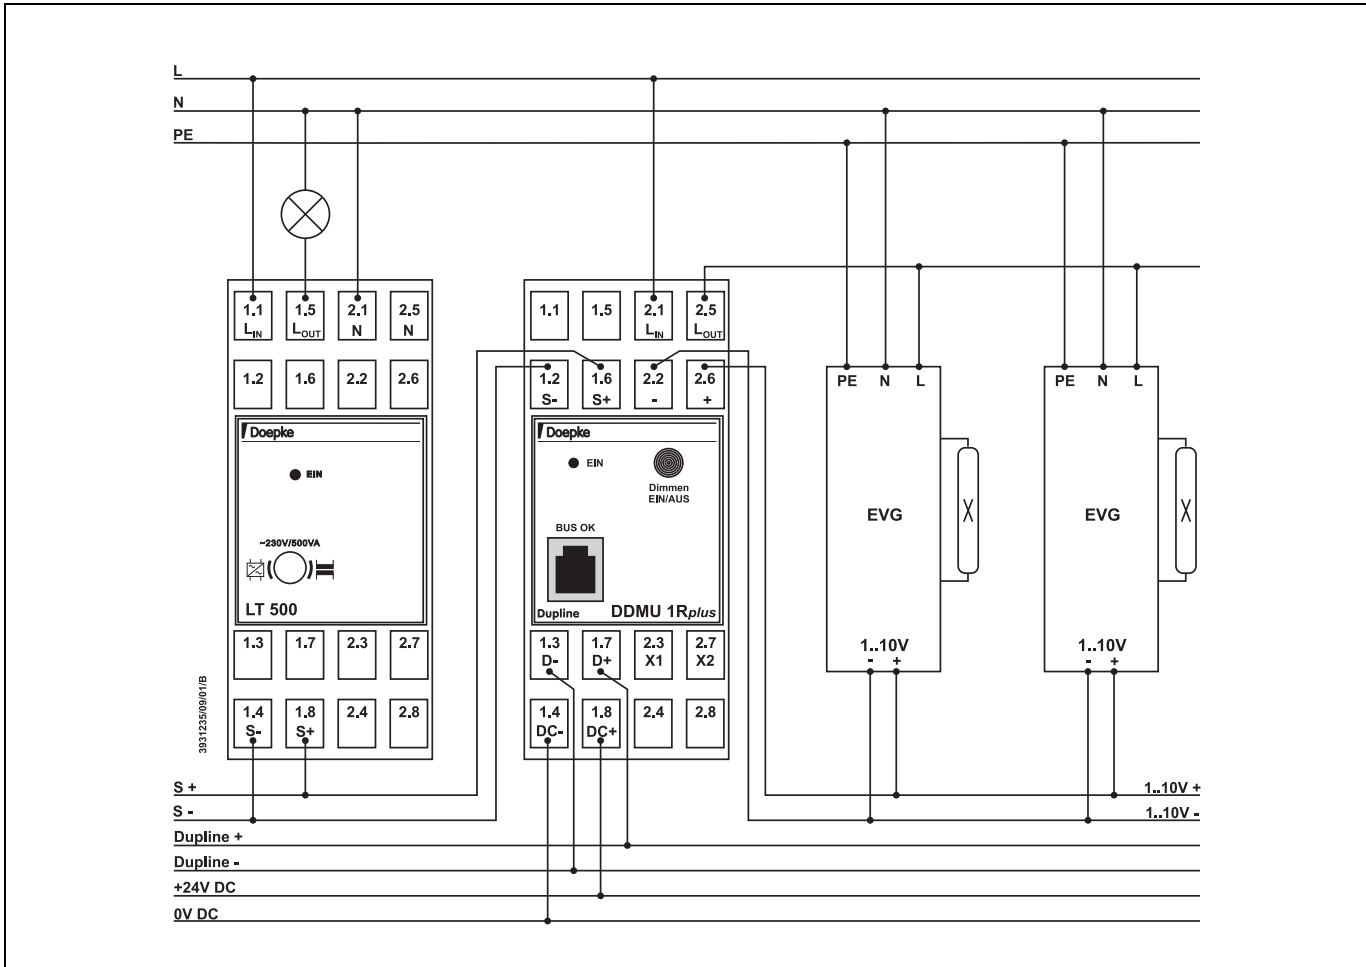 L
N
PE
1.1 1.5 2.1 2.5
LIN LOUT N N
1.2 1.6 2.2 2.6
Doepke
EIN
~230V/500VA
LT 500
1.3 1.7 2.3 2.7
1.4 1.8 2.4 2.8
S- S+
3931235/09/01/B
1.1 1.5 2.1 2.5
LIN LOUT
1.2 1.6 2.2 2.6
S- S+ - +
Doepke
EIN
Dimmen
EIN/AUS
BUS OK
Dupline DDMU 1Rplus
1.3 1.7 2.3 2.7
D- D+ X1 X2
1.4 1.8 2.4 2.8
DC- DC+
PE N L
EVG
1..10V
- +
PE N L
EVG
1..10V
- +
S +
S -
Dupline +
Dupline -
+24V DC
0V DC
1..10V +
1..10V -